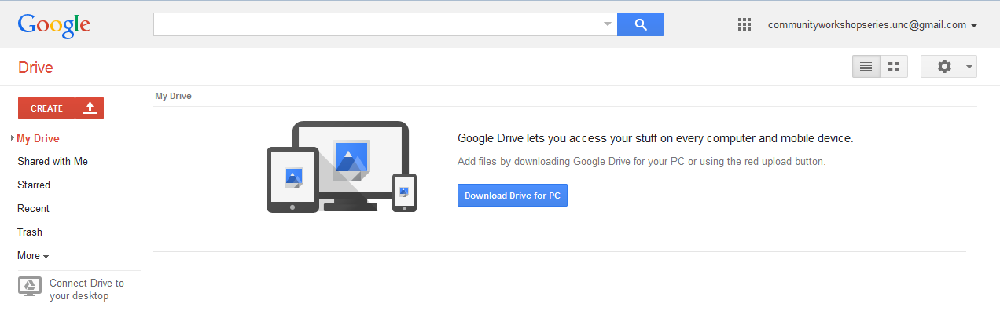 Google
communityworkshopseries.unc@gmail.com
Drive
CREATE
My Drive
Shared with Me
Starred
Recent
Trash
More
Connect Drive to
your desktop
My Drive
Google Drive lets you access your stuff on every computer and mobile device.
Add files by downloading Google Drive for your PC or using the red upload button.
Download Drive for PC